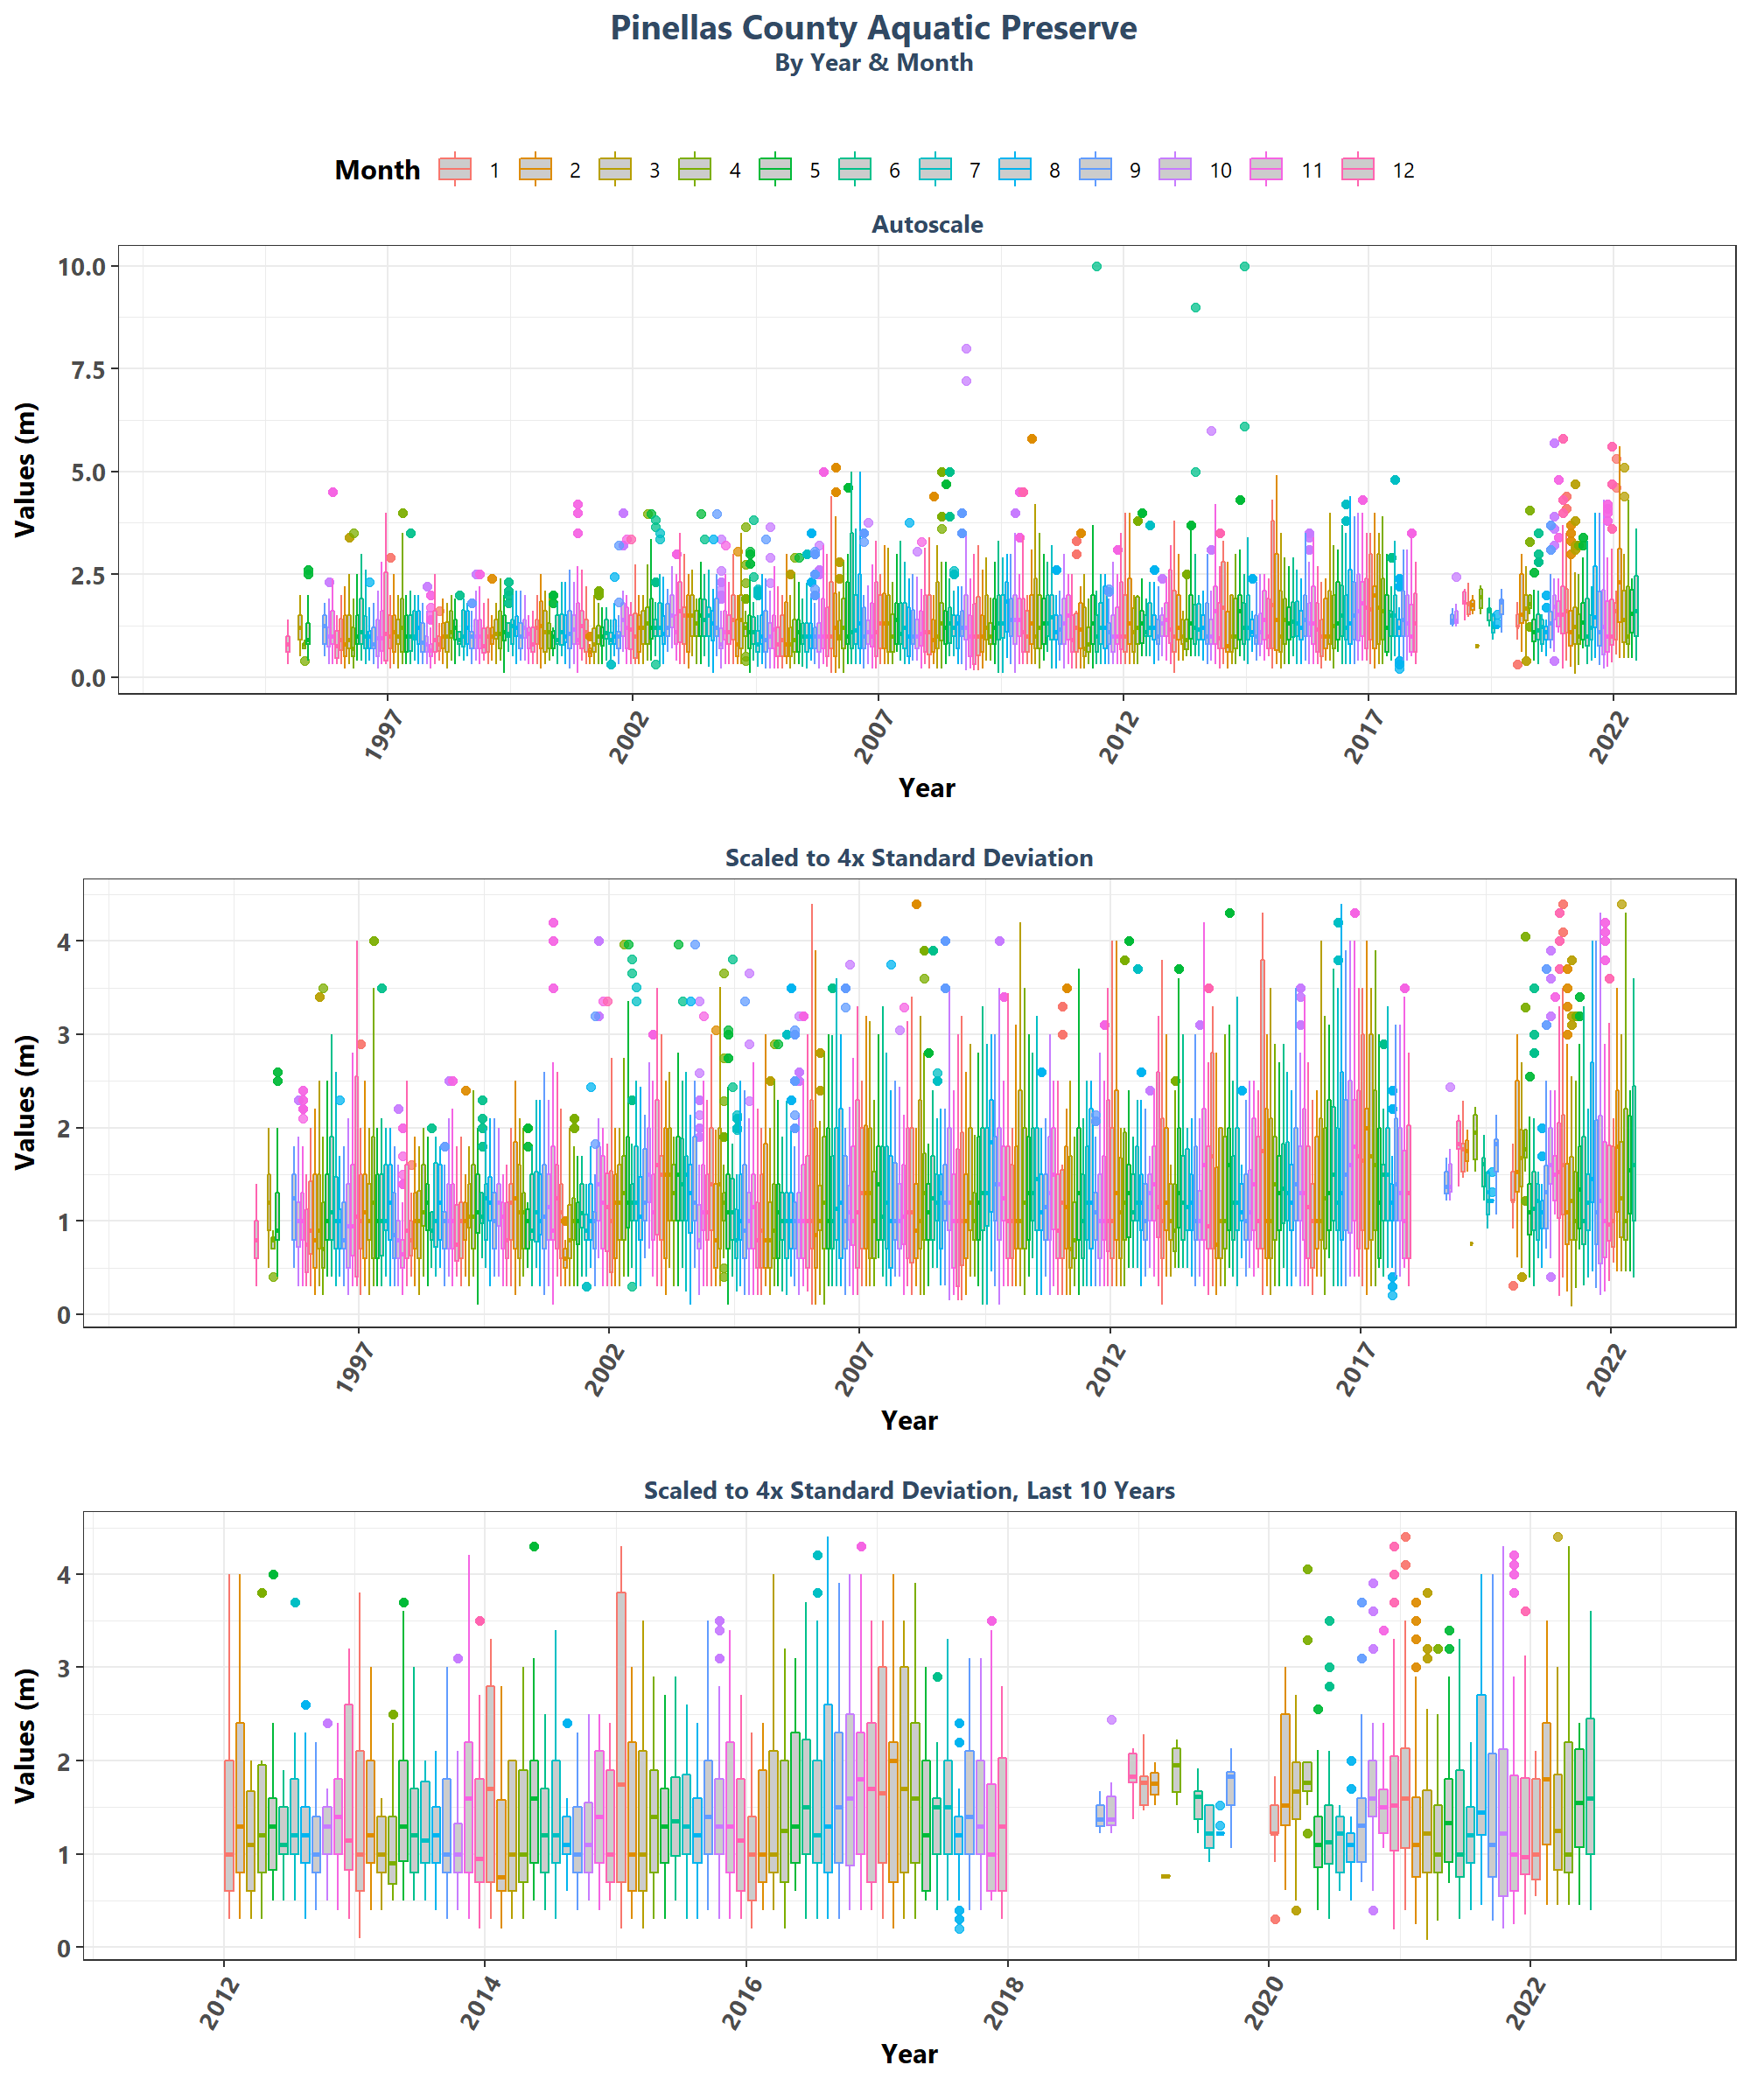 Pinellas County Aquatic Preserve
By Year & Month
Month 1 2 3 4 5 6 7 8 9 10 11 12
Autoscale
Values (m)
10.0
7.5
5.0
2.5
0.0
1997 2002 2007 2012 2017 2022
Year
Scaled to 4x Standard Deviation
Values (m)
4
3
2
1
0
1997 2002 2007 2012 2017 2022
Year
Scaled to 4x Standard Deviation, Last 10 Years
Values (m)
4
3
2
1
0
2012 2014 2016 2018 2020 2022
Year